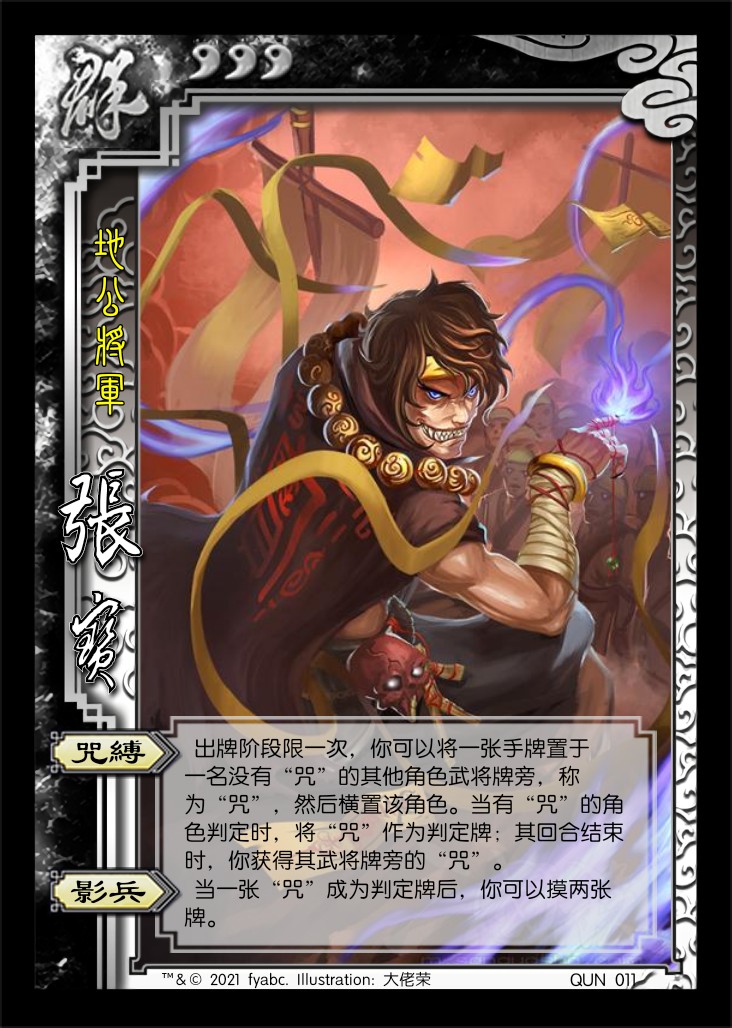 群
地公將軍
張寶
咒縛
出牌阶段限一次，你可以将一张手牌置于
一名没有“咒”的其他角色武将牌旁，称
为“咒”，然后横置该角色。当有“咒”的角
色判定时，将“咒”作为判定牌；其回合结束
时，你获得其武将牌旁的“咒”。
影兵
当一张“咒”成为判定牌后，你可以摸两张
牌。
™&© 2021 fyabc. Illustration: 大佬荣
QUN 011